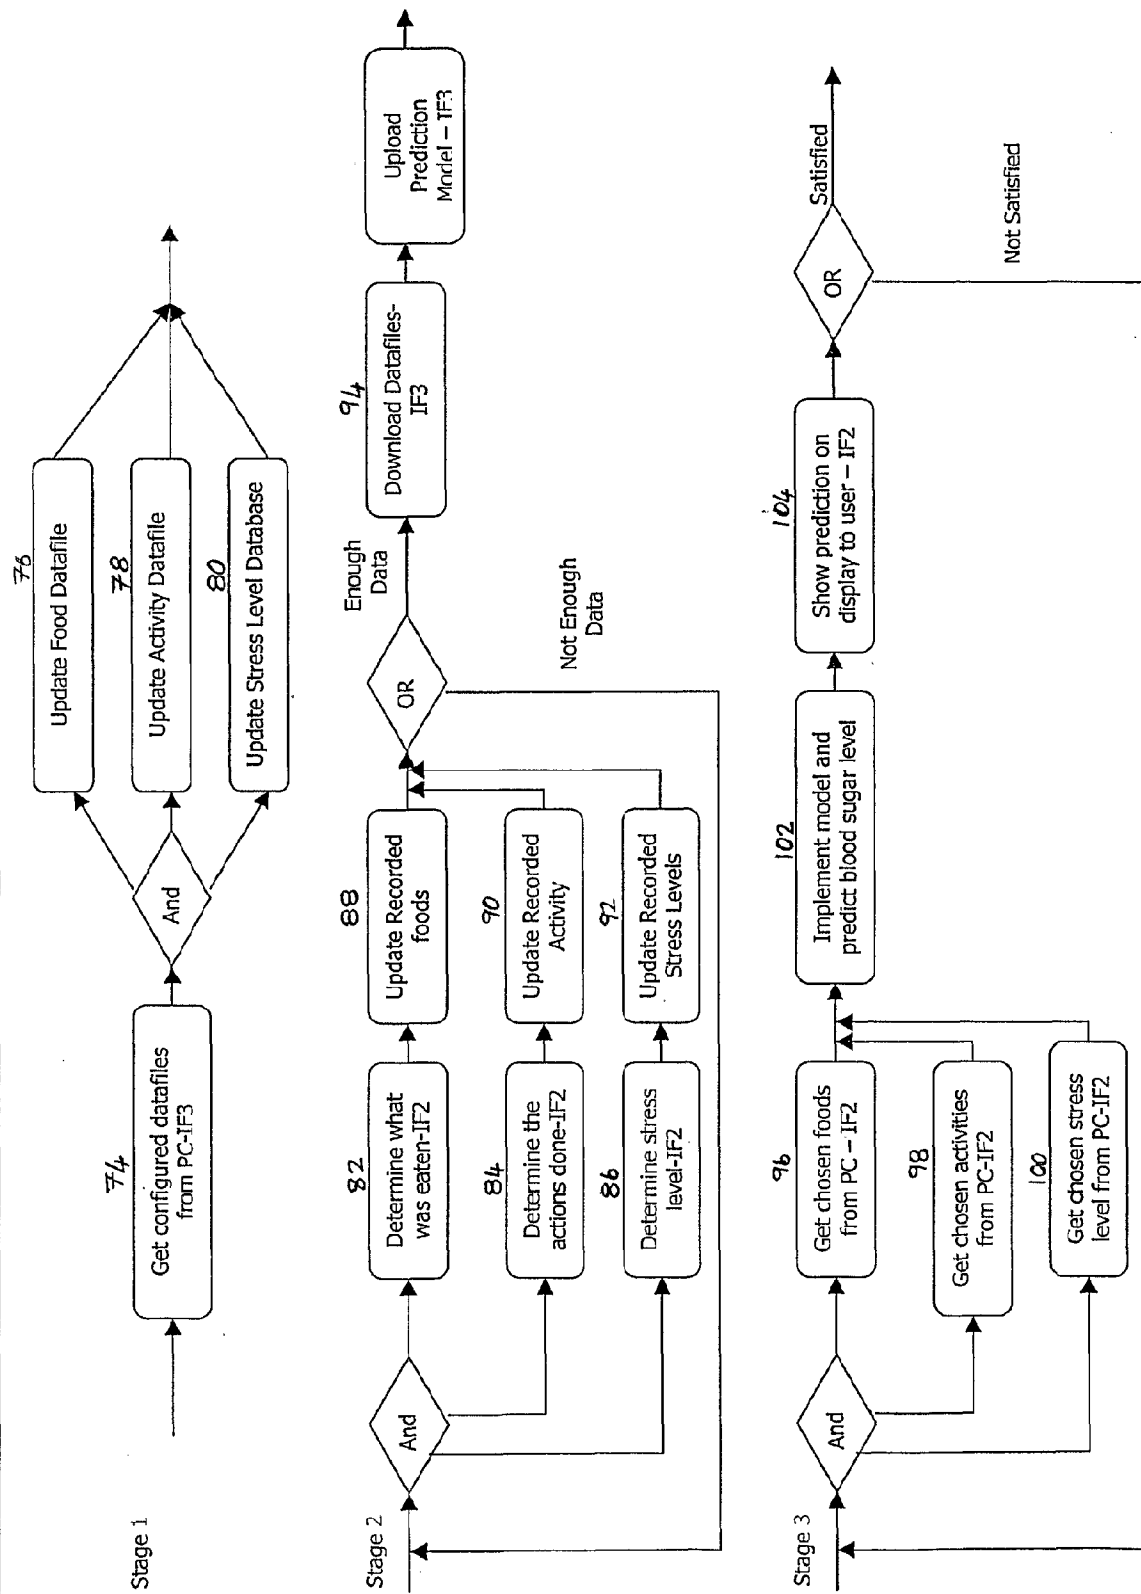 Stage 1
74
Get configured datafiles
from PC-IF3
And
76
Update Food Datafile
78
Update Activity Datafile
80
Update Stress Level Database
Stage 2
And
82
Determine what
was eaten-IF2
84
Determine the
actions done-IF2
86
Determine stress
level-IF2
88
Update Recorded
foods
90
Update Recorded
Activity
92
Update Recorded
Stress Levels
OR
Enough
Data
Not Enough
Data
94
Download Datafiles-
IF3
Upload
Prediction
Model – IF3
Stage 3
And
96
Get chosen foods
from PC – IF2
98
Get chosen activities
from PC-IF2
100
Get chosen stress
level from PC-IF2
102
Implement model and
predict blood sugar level
104
Show prediction on
display to user – IF2
OR
Satisfied
Not Satisfied